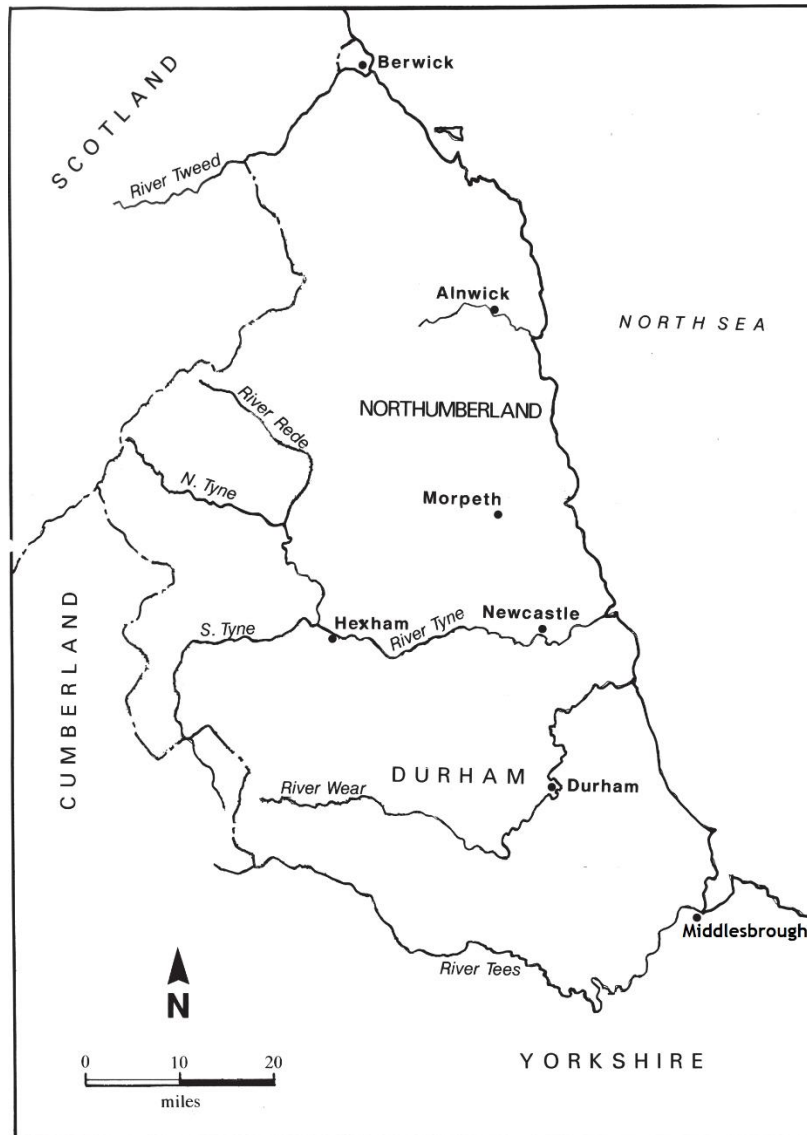 Berwick
SCOTLAND
River Tweed
Alnwick
NORTH SEA
River Rede
NORTHUMBERLAND
N. Tyne
Morpeth
CUMBERLAND
S. Tyne
Hexham
River Tyne
Newcastle
DURHAM
River Wear
Durham
Middlesbrough
River Tees
N
0 10 20
miles
YORKSHIRE